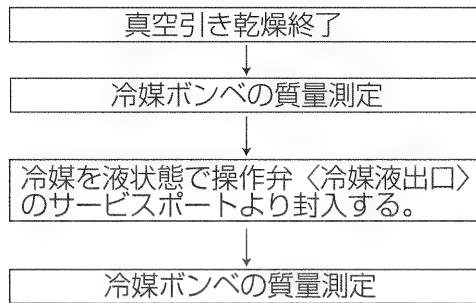 真空引き乾燥終了
冷媒ボンベの質量測定
冷媒を液状態で操作弁〈冷媒液出口〉
のサービスポートより封入する。
冷媒ボンベの質量測定